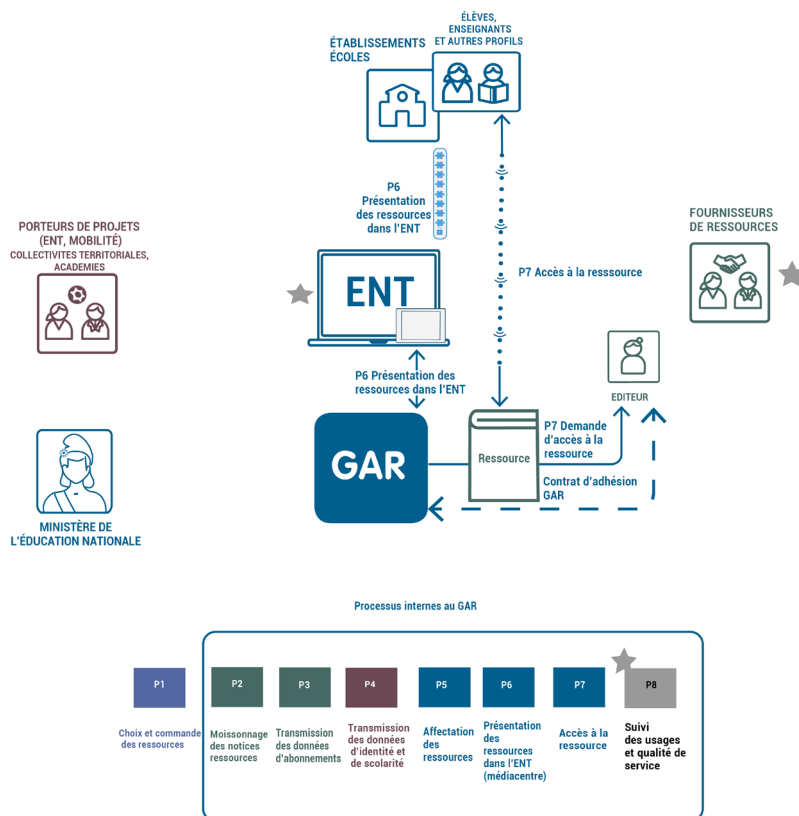 ÉLÈVES,
ENSEIGNANTS
ET AUTRES PROFILS
ÉTABLISSEMENTS
ÉCOLES
P6
Présentation
des ressources
dans l'ENT
PORTEURS DE PROJETS
(ENT, MOBILITÉ)
COLLECTIVITES TERRITORIALES,
ACADEMIES
FOURNISSEURS
DE RESSOURCES
P7 Accès à la resssource
ENT
P6 Présentation des
ressources dans l'ENT
EDITEUR
GAR
Ressource
P7 Demande
d'accès à la
ressource
Contrat d'adhésion
GAR
MINISTÈRE DE
L'ÉDUCATION NATIONALE
Processus internes au GAR
P1
Choix et commande
des ressources
P2
Moissonnage
des notices
ressources
P3
Transmission
des données
d'abonnements
P4
Transmission
des données
d'identité et
de scolarité
P5
Affectation
des
ressources
P6
Présentation
des
ressources
dans l'ENT
(médiacentre)
P7
Accès à la
ressource
P8
Suivi
des usages
et qualité de
service